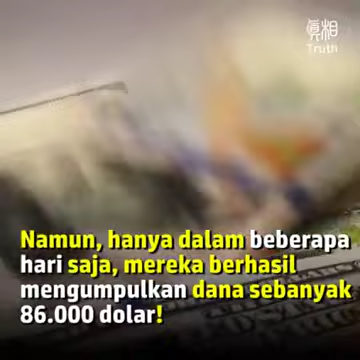 真相
Truth
Namun, hanya dalam beberapa
hari saja, mereka berhasil
mengumpulkan dana sebanyak
86.000 dolar!